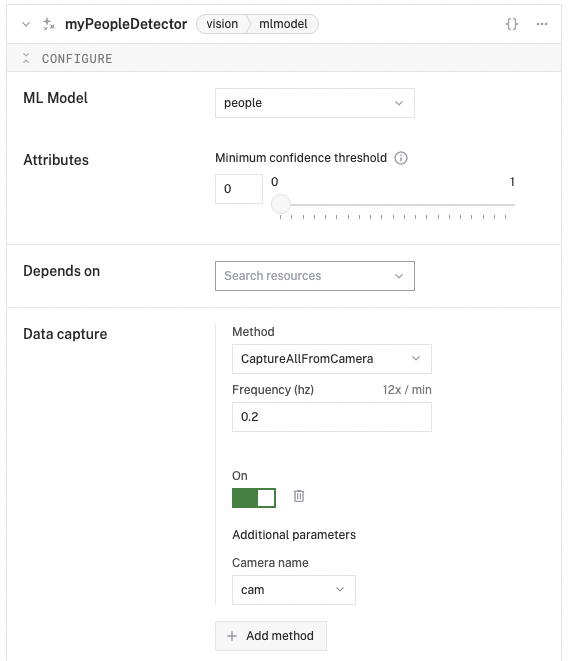 myPeopleDetector vision mlmodel {} ...
CONFIGURE
ML Model
people
Attributes
Minimum confidence threshold
0
0 1
Depends on
Search resources
Data capture
Method
CaptureAllFromCamera
Frequency (hz) 12x / min
0.2
On
Additional parameters
Camera name
cam
+ Add method